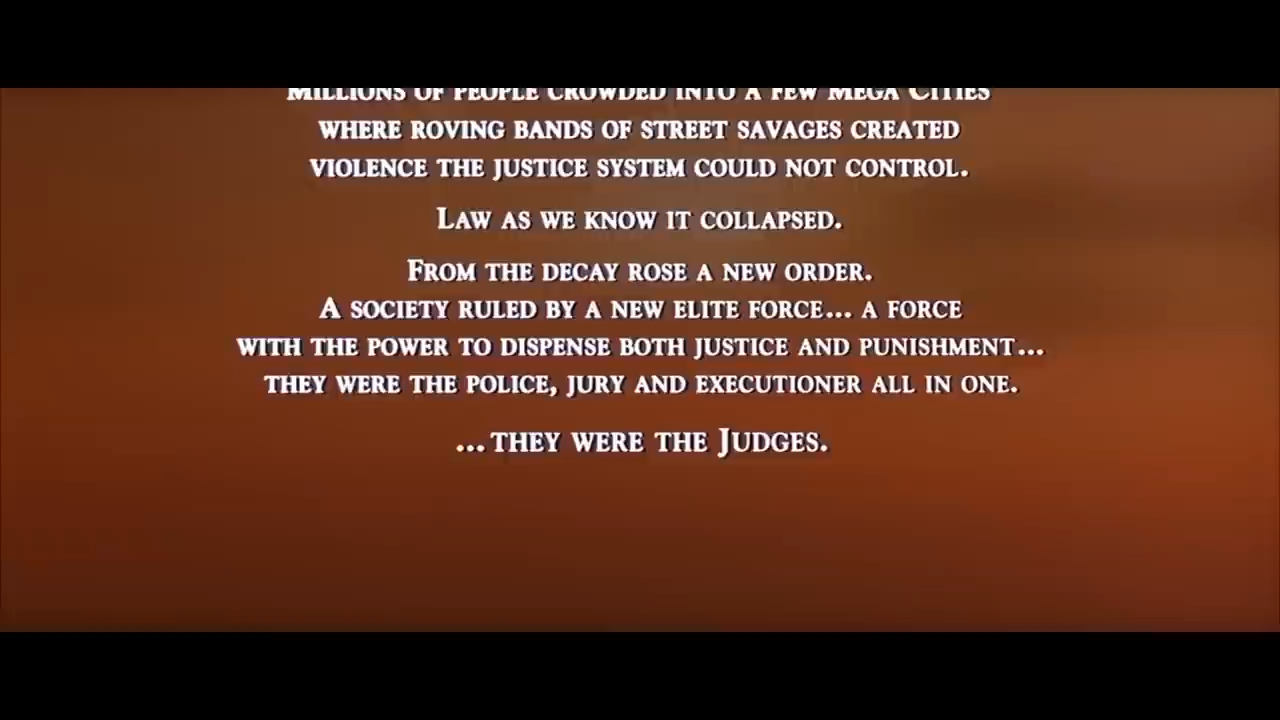 Millions of people crowded into a few Mega Cities
where roving bands of street savages created
violence the justice system could not control.
Law as we know it collapsed.
From the decay rose a new order.
A society ruled by a new elite force... a force
with the power to dispense both justice and punishment...
they were the police, jury and executioner all in one.
...they were the Judges.